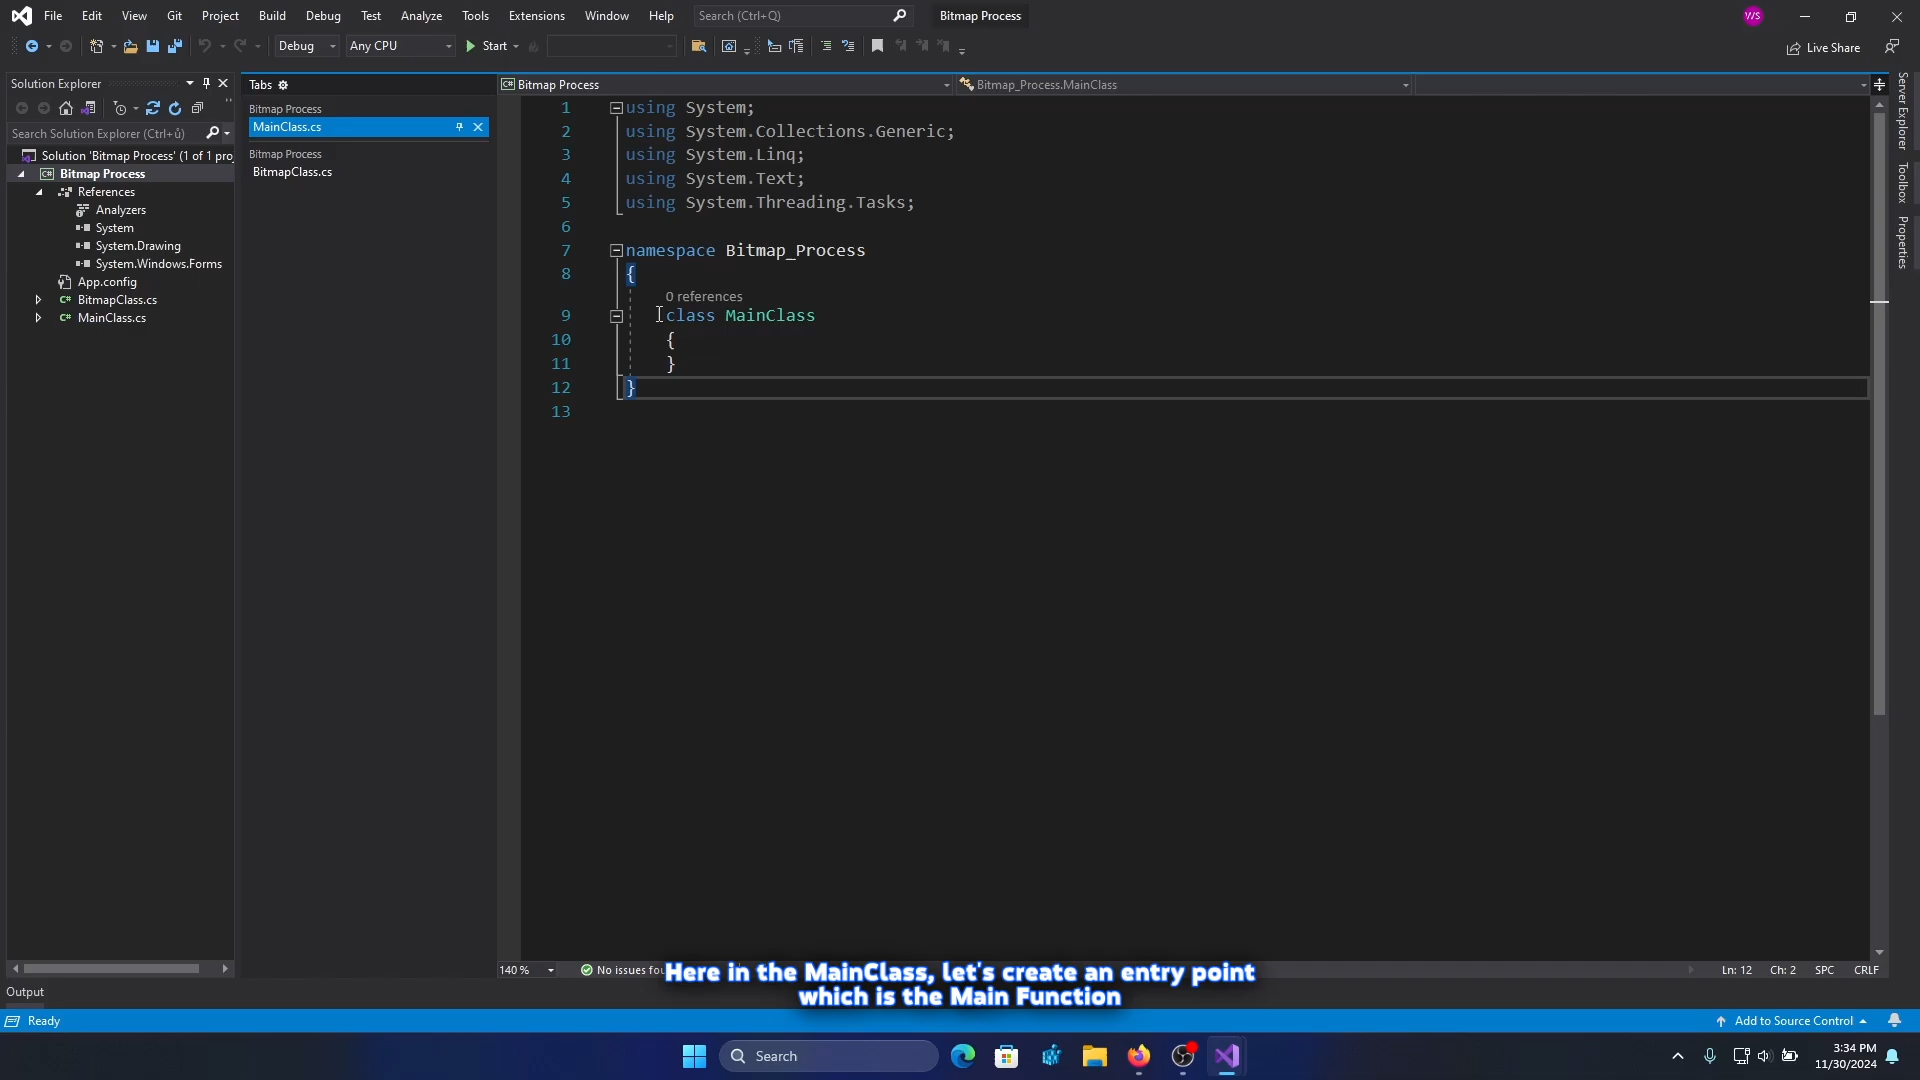 File Edit View Git Project Build Debug Test Analyze Tools Extensions Window Help Search (Ctrl+Q) Bitmap Process
Debug Any CPU Start Live Share
Solution Explorer
Search Solution Explorer (Ctrl+ů)
Solution 'Bitmap Process' (1 of 1 pro
Bitmap Process
References
Analyzers
System
System.Drawing
System.Windows.Forms
App.config
C# BitmapClass.cs
C# MainClass.cs
Tabs
Bitmap Process
MainClass.cs
Bitmap Process
BitmapClass.cs
C# Bitmap Process Bitmap_Process.MainClass
1 using System;
2 using System.Collections.Generic;
3 using System.Linq;
4 using System.Text;
5 using System.Threading.Tasks;
6
7 namespace Bitmap_Process
8 {
0 references
9 class MainClass
10 {
11 }
12 }
13
Server Explorer
Toolbox
Properties
140 % No issues fou Ln: 12 Ch: 2 SPC CRLF
Here in the MainClass, let's create an entry point
which is the Main Function
Output
Ready Add to Source Control
Search
3:34 PM
11/30/2024